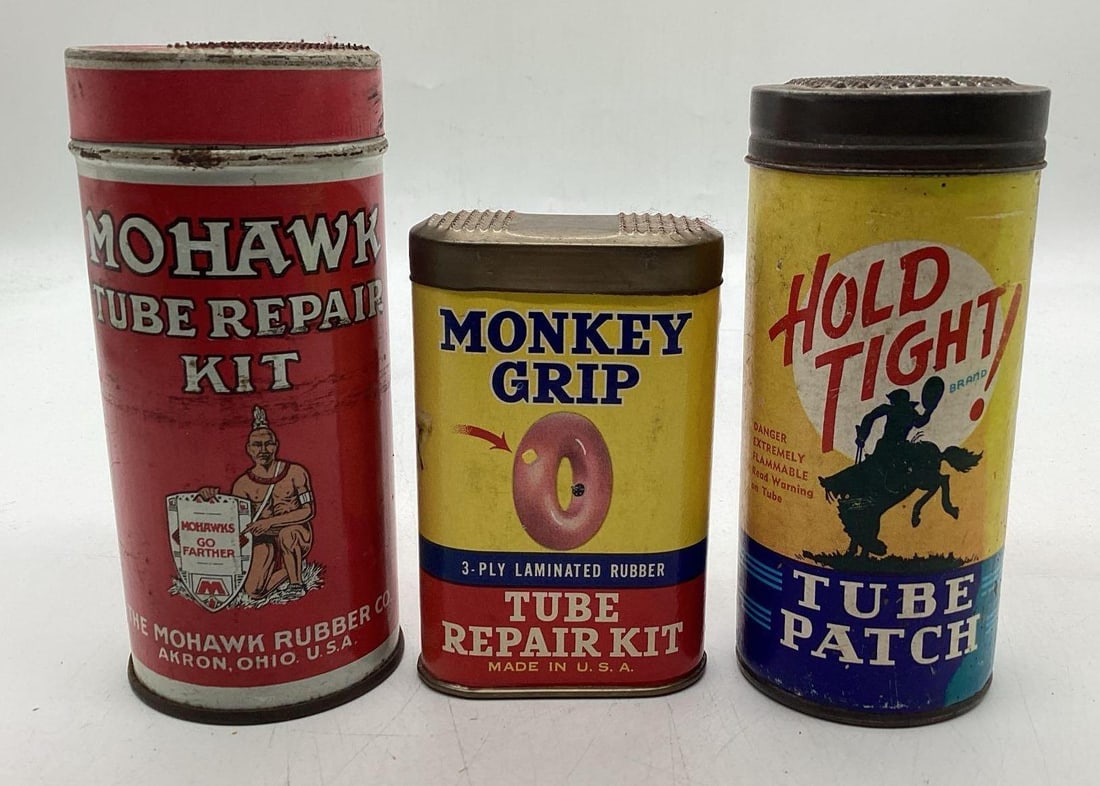 MOHAWK
TUBE REPAIR
KIT
MOHAWKS
GO
FARTHER
M
THE MOHAWK RUBBER CO.
AKRON, OHIO. U.S.A.
MONKEY
GRIP
3-PLY LAMINATED RUBBER
TUBE
REPAIR KIT
MADE IN U.S.A.
HOLD
TIGHT!
BRAND
DANGER
EXTREMELY
FLAMMABLE
Read Warning
on Tube
TUBE
PATCH